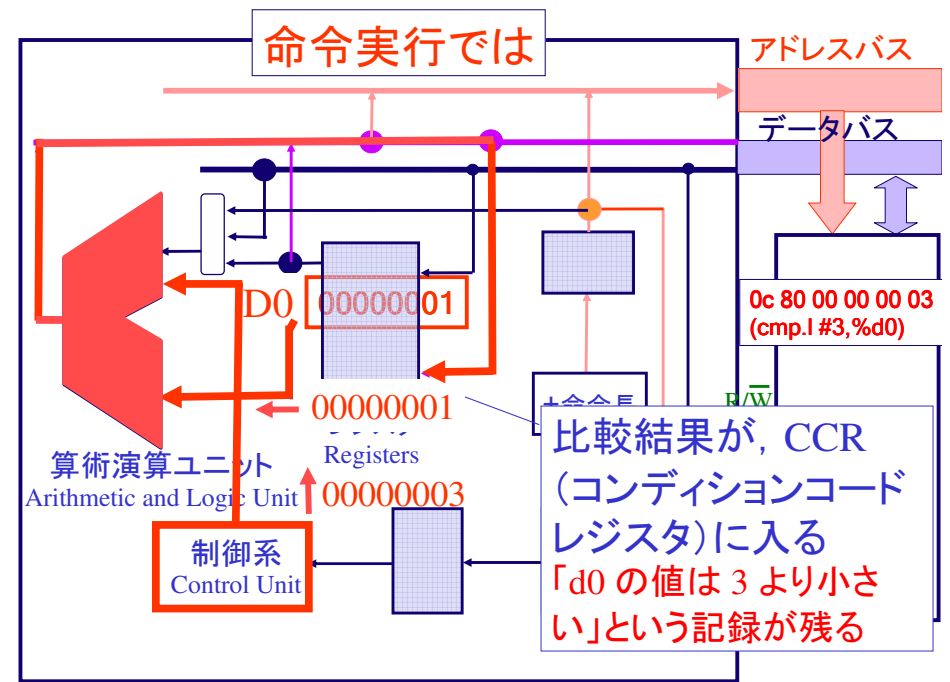 命令実行では
アドレスバス
データバス
D0 00000001
0c 80 00 00 00 03
(cmp.l #3,%d0)
+命令長
R/W
00000001
Registers
算術演算ユニット
Arithmetic and Logic Unit
00000003
制御系
Control Unit
比較結果が, CCR
(コンディションコード
レジスタ)に入る
「d0 の値は 3 より小さ
い」という記録が残る